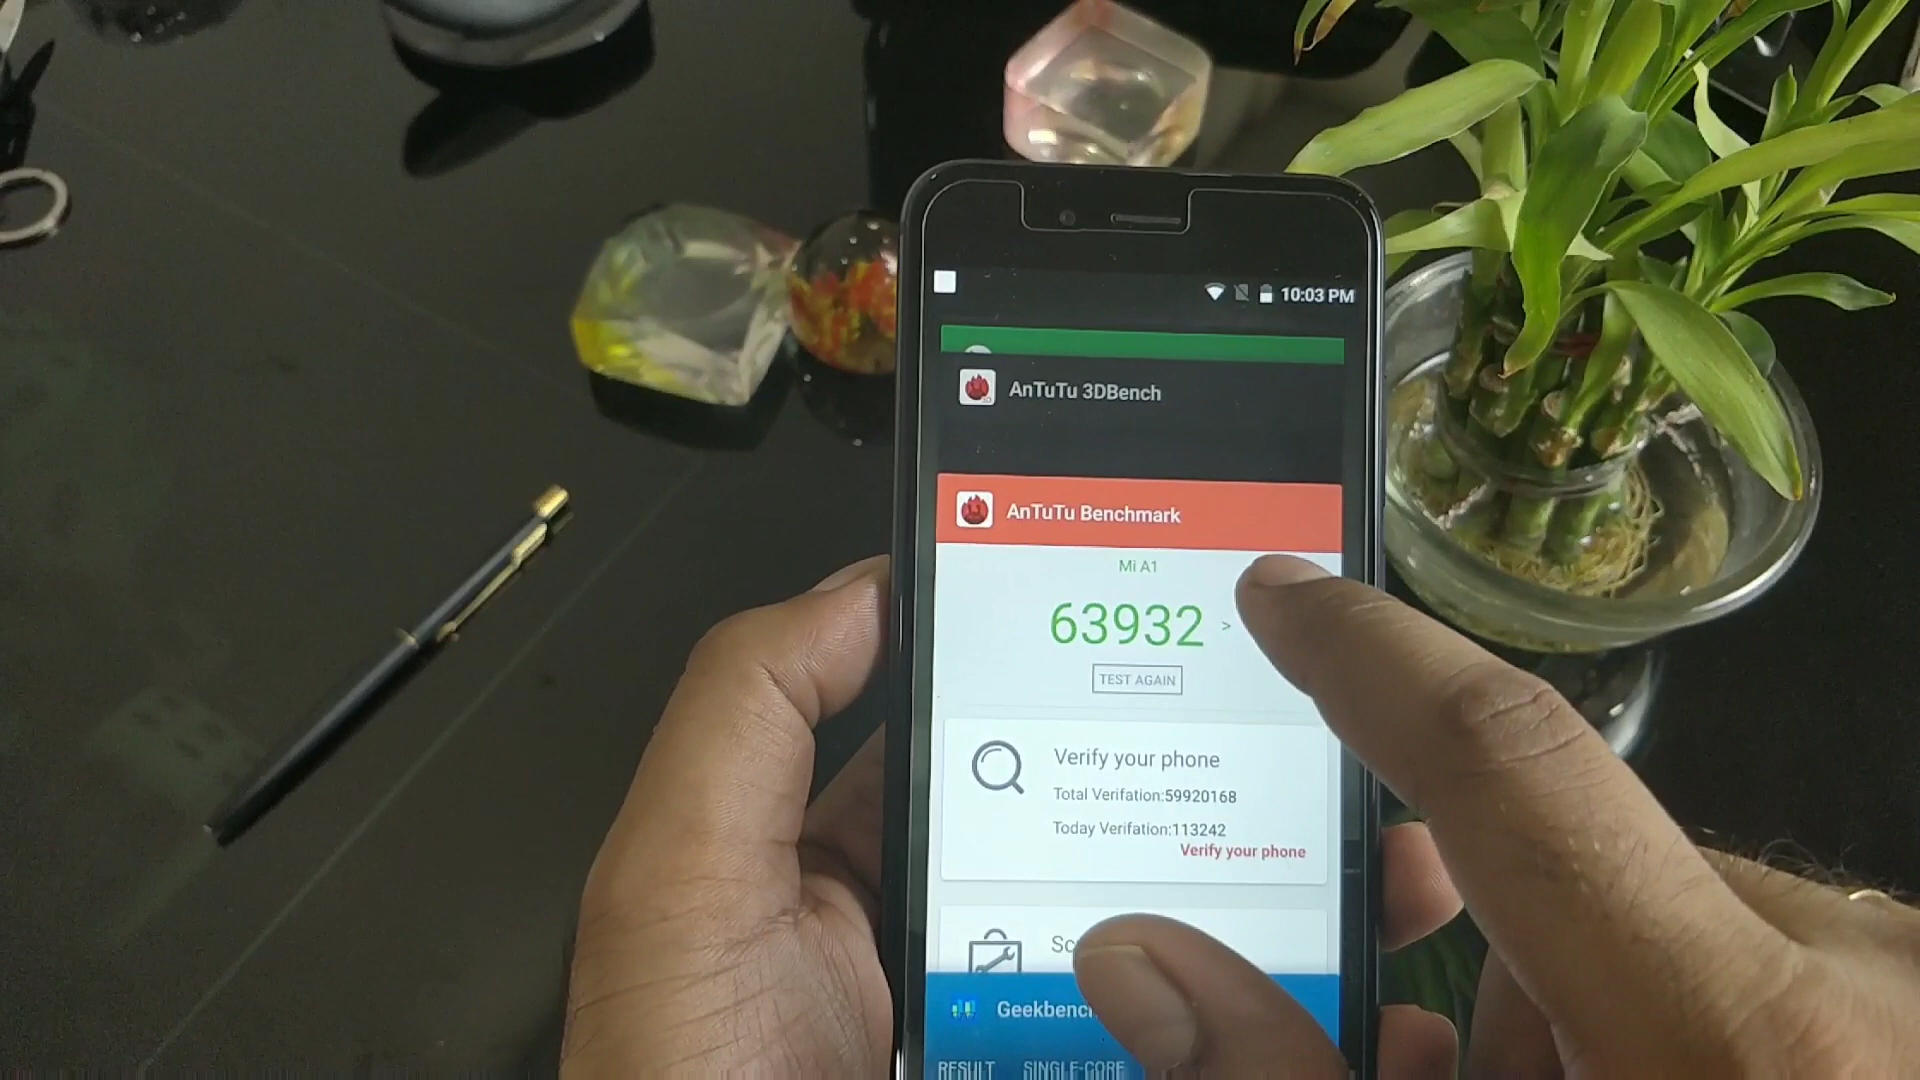 10:03 PM
AnTuTu 3DBench
AnTuTu Benchmark
Mi A1
63932 >
TEST AGAIN
Verify your phone
Total Verifation:59920168
Today Verifation:113242
Verify your phone
RESULT SINGLE-CORE